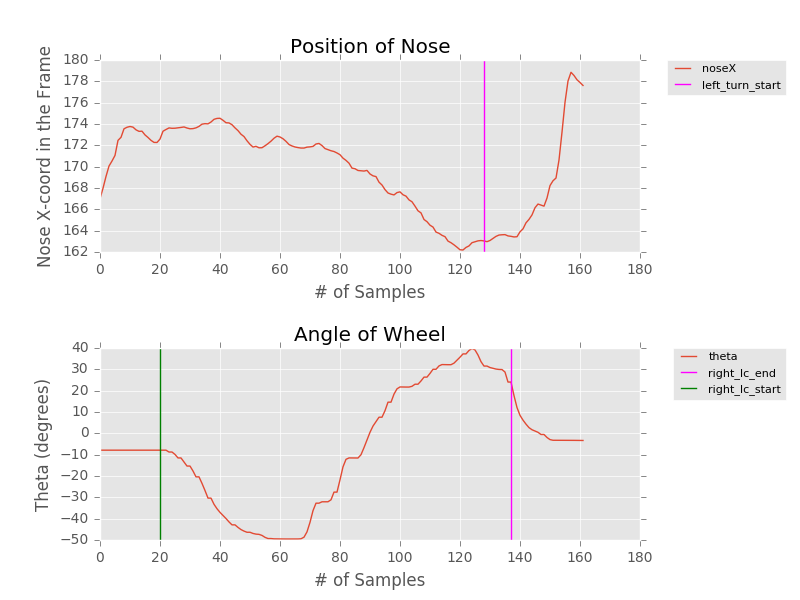 Position of Nose
Nose X-coord in the Frame
180
178
176
174
172
170
168
166
164
162
0 20 40 60 80 100 120 140 160 180
# of Samples
noseX
left_turn_start
Angle of Wheel
Theta (degrees)
40
30
20
10
0
−10
−20
−30
−40
−50
0 20 40 60 80 100 120 140 160 180
# of Samples
theta
right_lc_end
right_lc_start